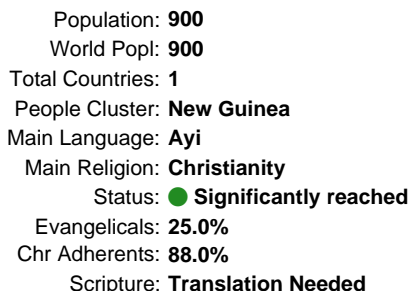 Population: 900
World Popl: 900
Total Countries: 1
People Cluster: New Guinea
Main Language: Ayi
Main Religion: Christianity
Status: Significantly reached
Evangelicals: 25.0%
Chr Adherents: 88.0%
Scripture: Translation Needed